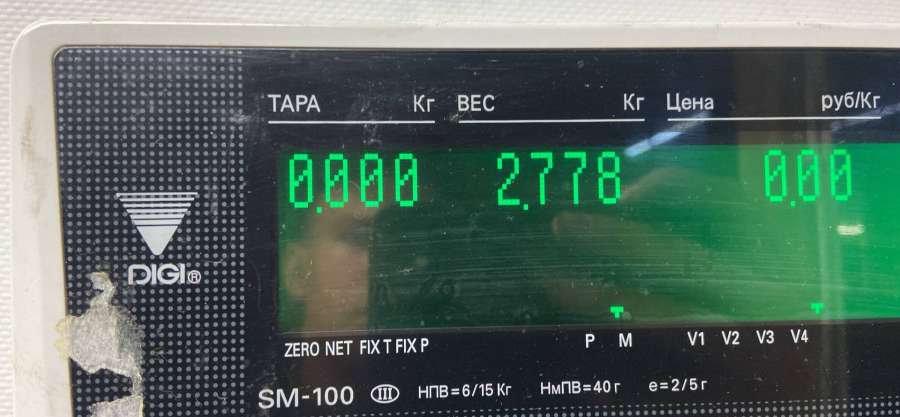 ТАРА Кг ВЕС Кг Цена руб/Кг
0.000 2.778 0.00
DIGI®
ZERO NET FIX T FIX P P M V1 V2 V3 V4
SM-100 III НПВ=6/15 Кг НмПВ=40 г e=2/5 г